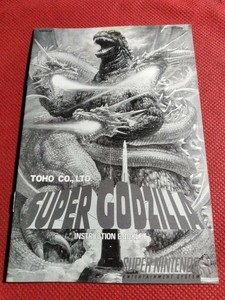 TOHO CO., LTD.
SUPER GODZILLA
INSTRUCTION BOOKLET
SUPER NINTENDO
ENTERTAINMENT SYSTEM